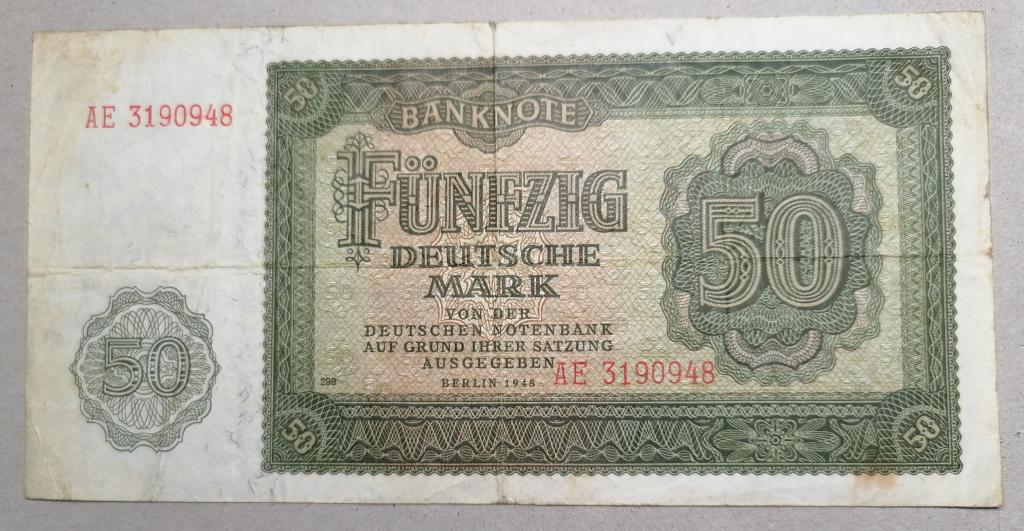 50
50
AE 3190948
BANKNOTE
FÜNFZIG
DEUTSCHE
MARK
50
VON DER
DEUTSCHEN NOTENBANK
AUF GRUND IHRER SATZUNG
AUSGEGEBEN
BERLIN 1948
AE 3190948
298
50
50
50